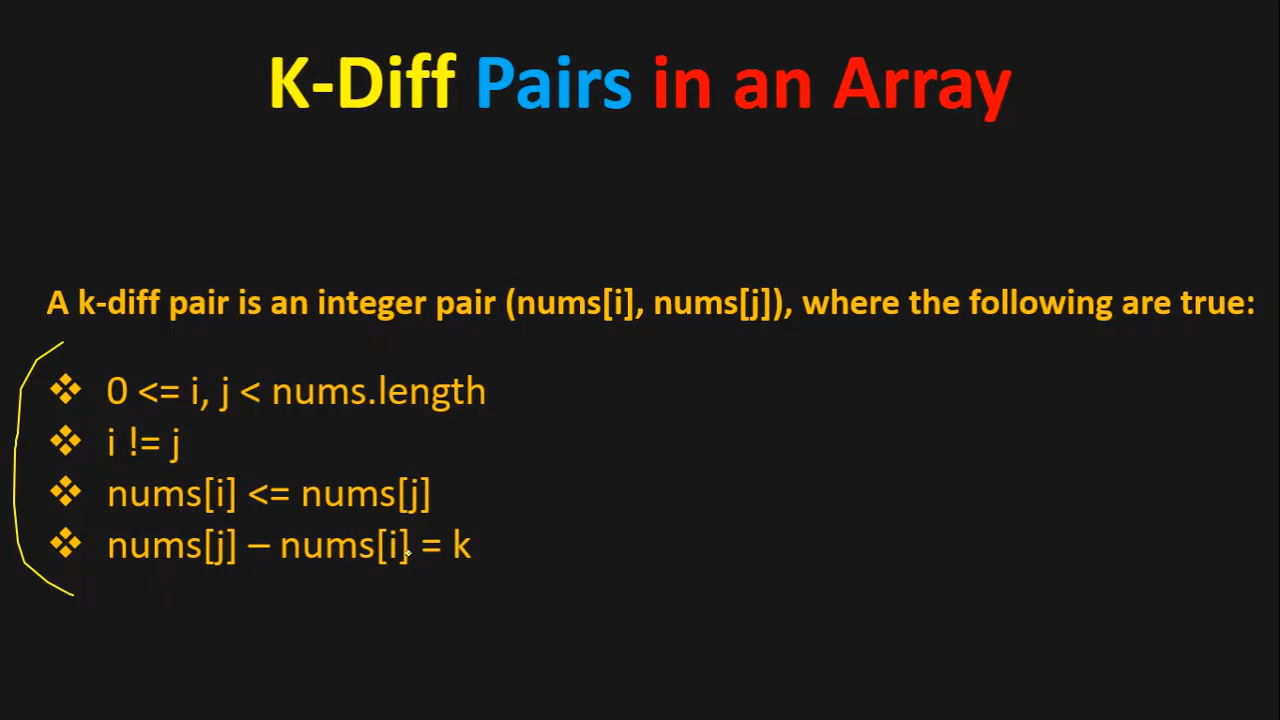 K-Diff Pairs in an Array
A k-diff pair is an integer pair (nums[i], nums[j]), where the following are true:
❖ 0 <= i, j < nums.length
❖ i != j
❖ nums[i] <= nums[j]
❖ nums[j] – nums[i] = k